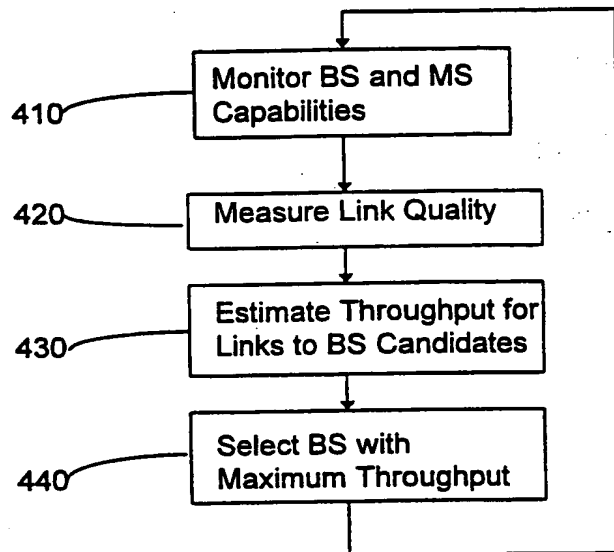 410
Monitor BS and MS
Capabilities
420
Measure Link Quality
430
Estimate Throughput for
Links to BS Candidates
440
Select BS with
Maximum Throughput